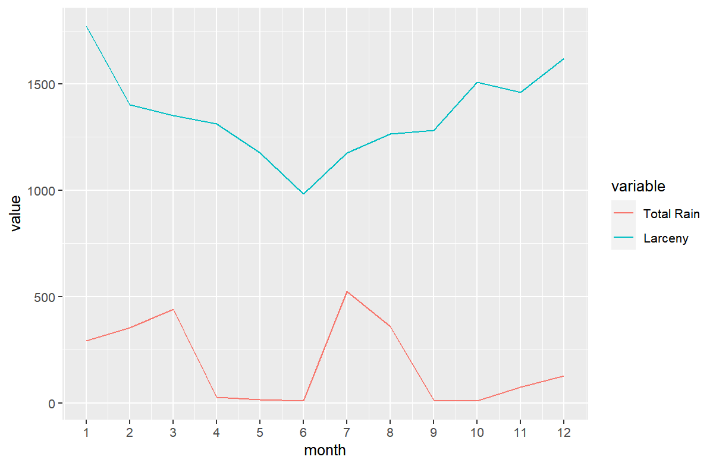 1500
1000
500
0
value
1 2 3 4 5 6 7 8 9 10 11 12
month
variable
Total Rain
Larceny